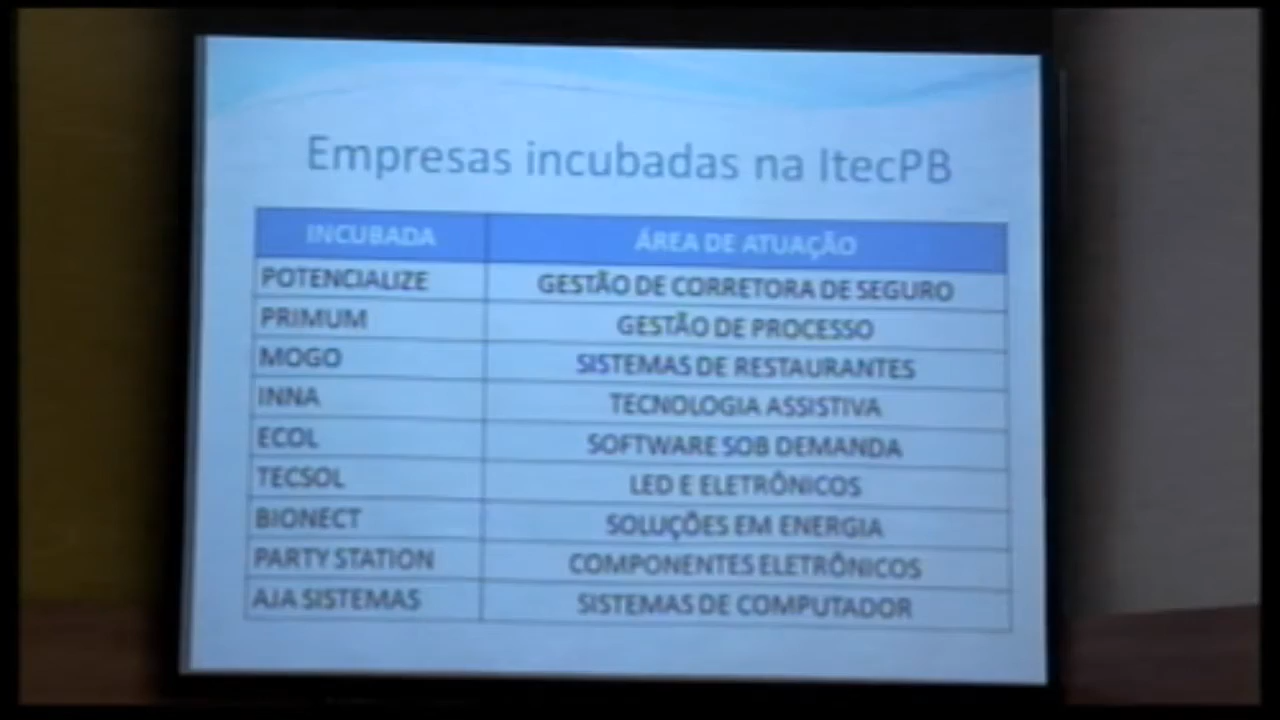 Empresas incubadas na ItecPB
INCUBADA ÁREA DE ATUAÇÃO
POTENCIALIZE GESTÃO DE CORRETORA DE SEGURO
PRIMUM GESTÃO DE PROCESSO
MOGO SISTEMAS DE RESTAURANTES
INNA TECNOLOGIA ASSISTIVA
ECOL SOFTWARE SOB DEMANDA
TECSOL LED E ELETRÔNICOS
BIONECT SOLUÇÕES EM ENERGIA
PARTY STATION COMPONENTES ELETRÔNICOS
AJA SISTEMAS SISTEMAS DE COMPUTADOR